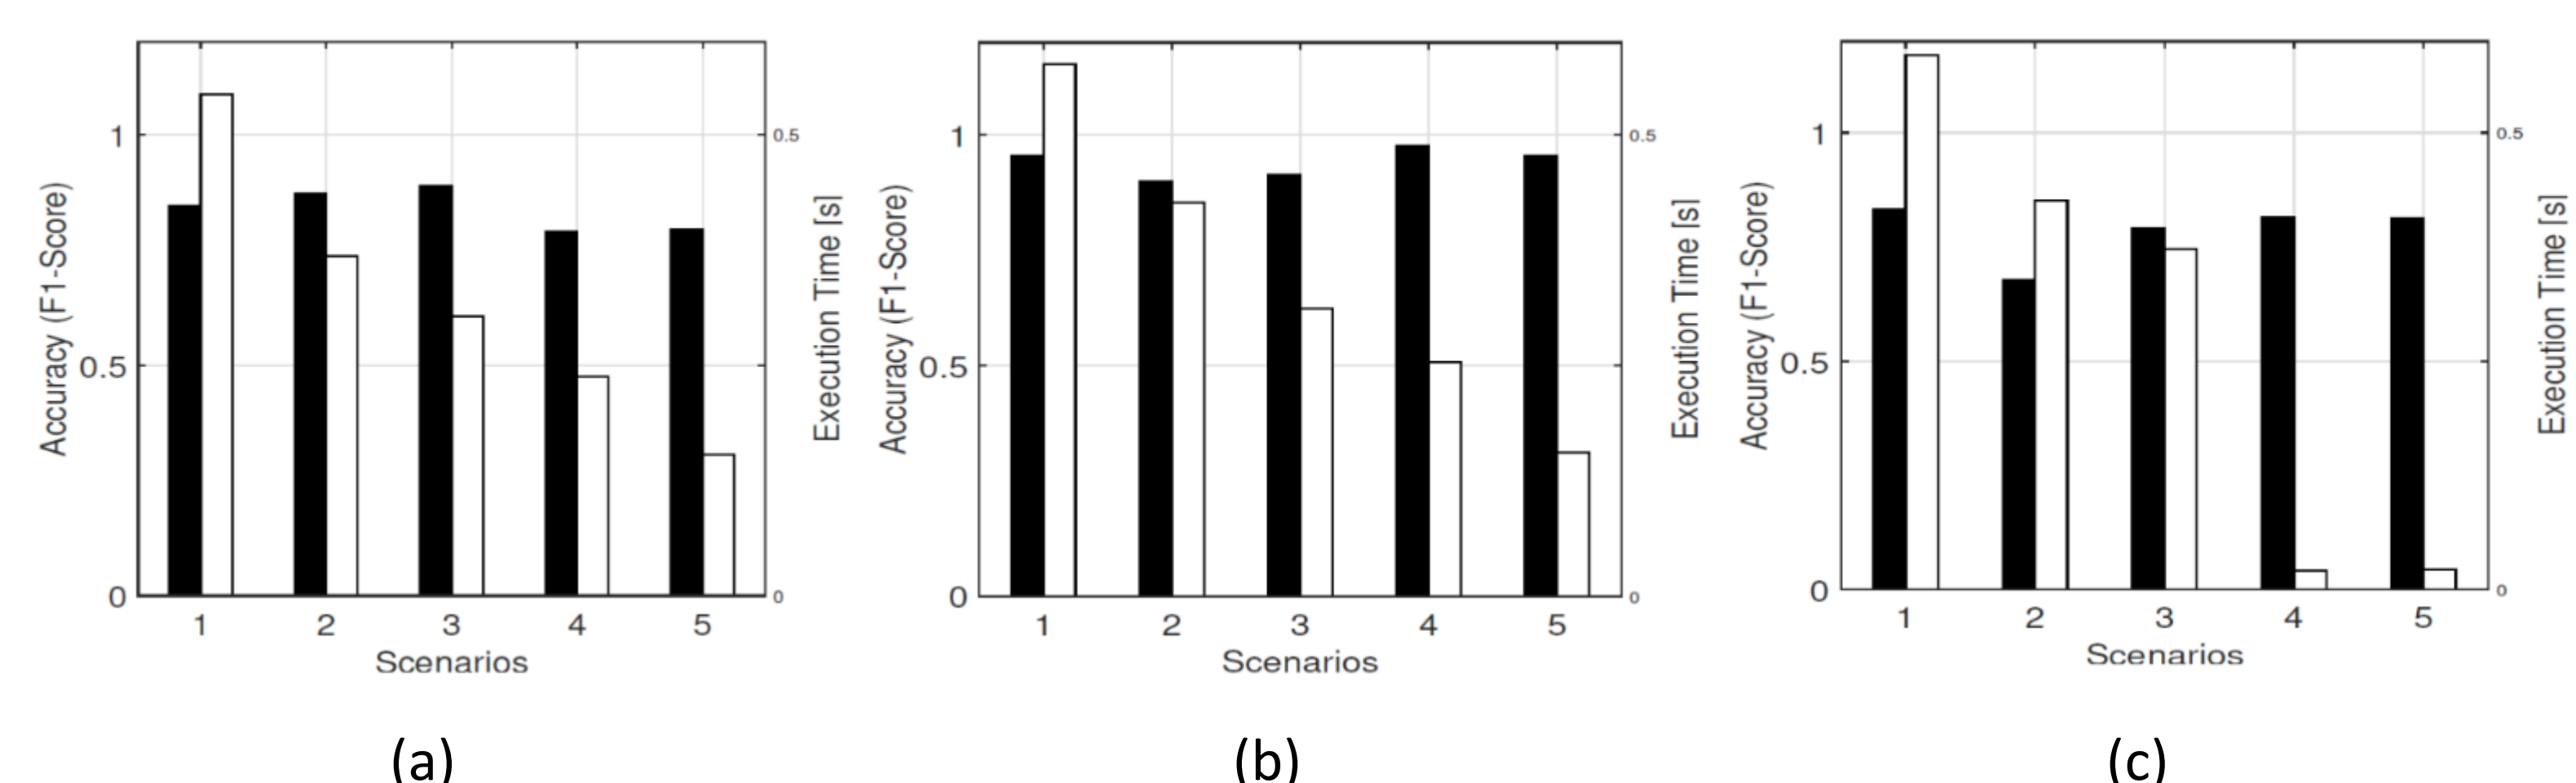 Accuracy (F1-Score)
1
0.5
0
0.5
0
Execution Time [s]
1 2 3 4 5
Scenarios
(a)
Accuracy (F1-Score)
1
0.5
0
0.5
0
Execution Time [s]
1 2 3 4 5
Scenarios
(b)
Accuracy (F1-Score)
1
0.5
0
0.5
0
Execution Time [s]
1 2 3 4 5
Scenarios
(c)